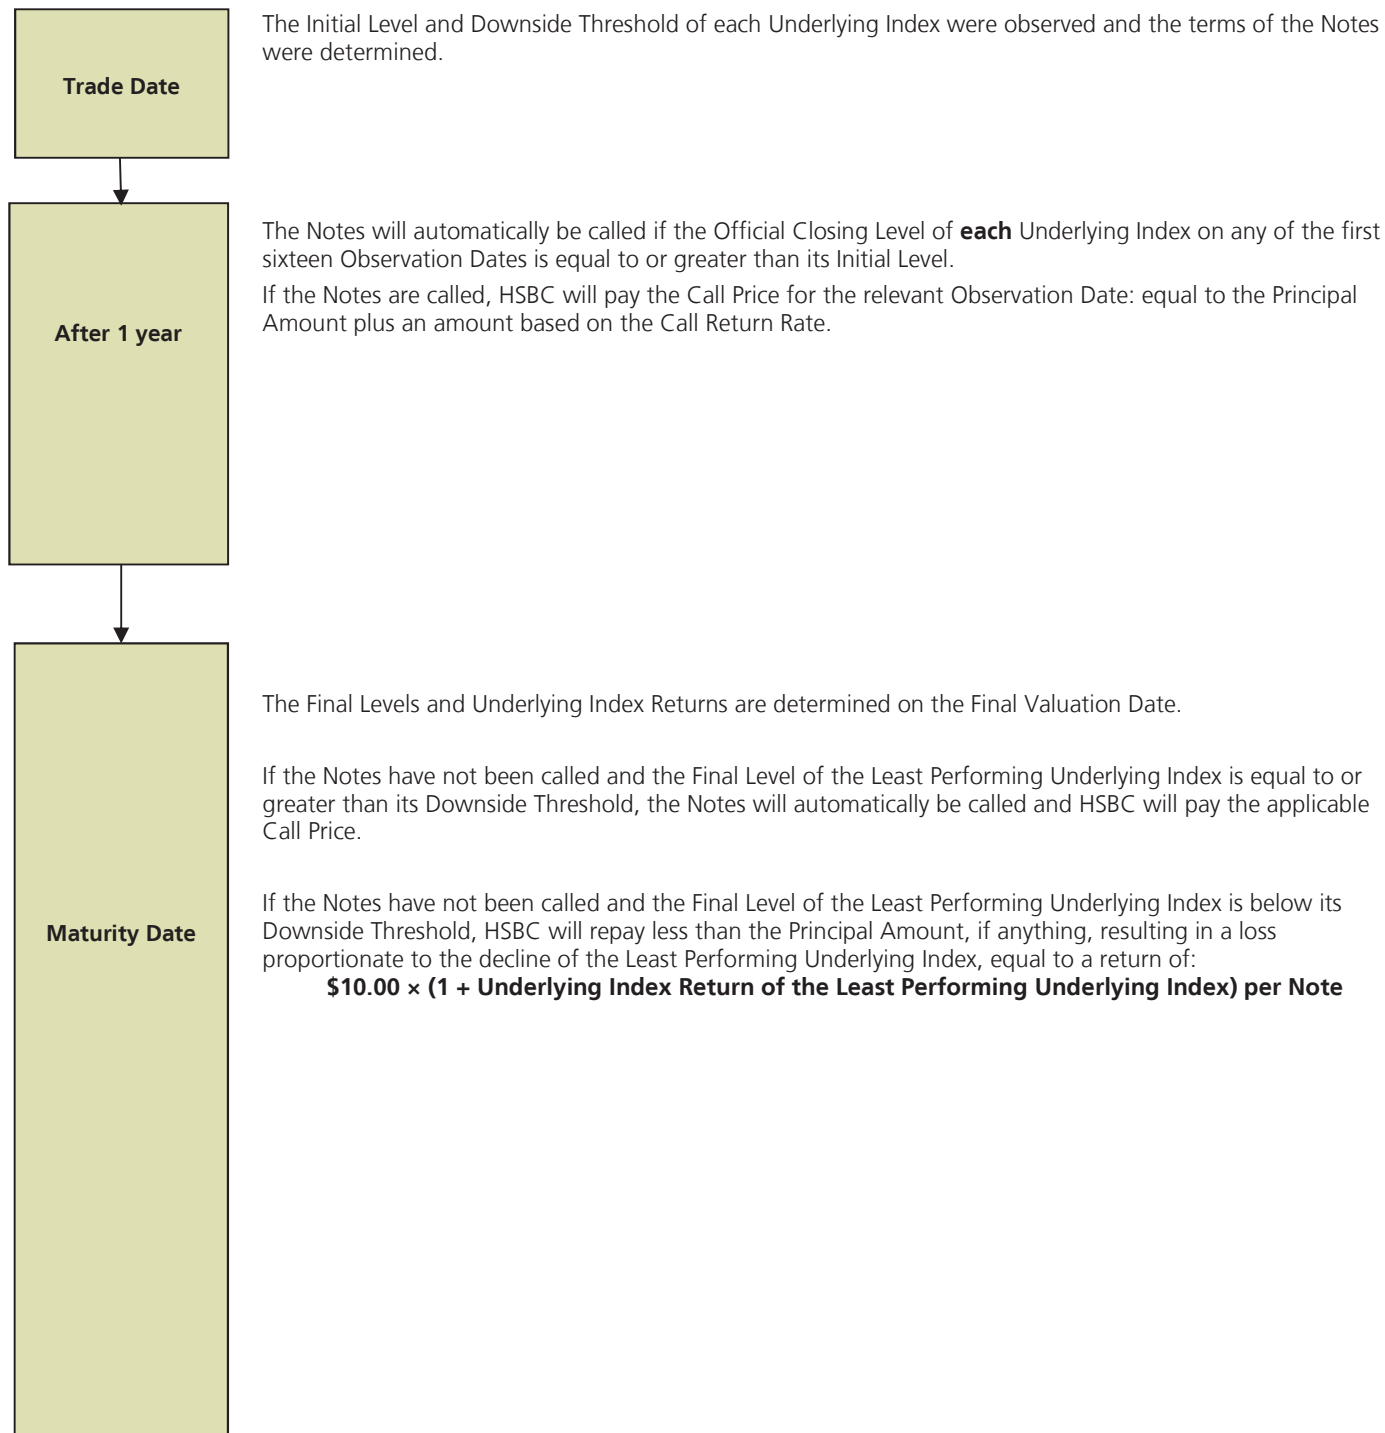 Trade Date
The Initial Level and Downside Threshold of each Underlying Index were observed and the terms of the Notes
were determined.
After 1 year
The Notes will automatically be called if the Official Closing Level of each Underlying Index on any of the first
sixteen Observation Dates is equal to or greater than its Initial Level.
If the Notes are called, HSBC will pay the Call Price for the relevant Observation Date: equal to the Principal
Amount plus an amount based on the Call Return Rate.
Maturity Date
The Final Levels and Underlying Index Returns are determined on the Final Valuation Date.
If the Notes have not been called and the Final Level of the Least Performing Underlying Index is equal to or
greater than its Downside Threshold, the Notes will automatically be called and HSBC will pay the applicable
Call Price.
If the Notes have not been called and the Final Level of the Least Performing Underlying Index is below its
Downside Threshold, HSBC will repay less than the Principal Amount, if anything, resulting in a loss
proportionate to the decline of the Least Performing Underlying Index, equal to a return of:
$10.00 × (1 + Underlying Index Return of the Least Performing Underlying Index) per Note